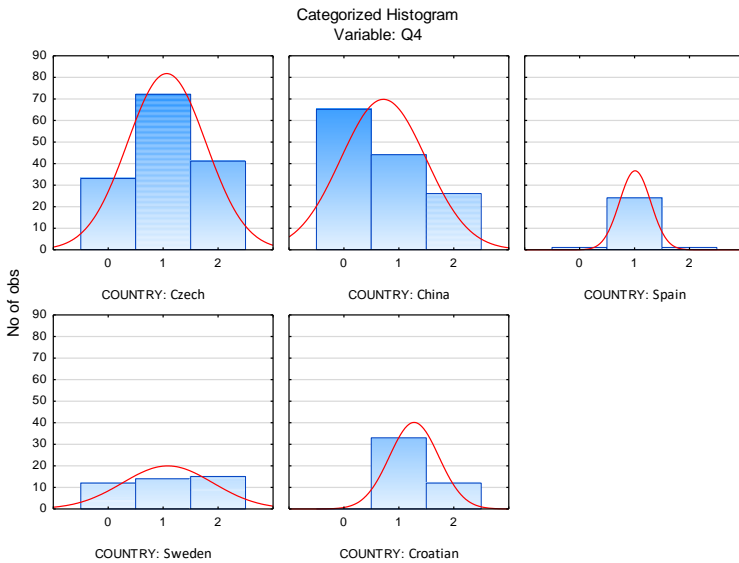 Categorized Histogram
Variable: Q4
No of obs
90
80
70
60
50
40
30
20
10
0
0 1 2
COUNTRY: Czech
0 1 2
COUNTRY: China
0 1 2
COUNTRY: Spain
90
80
70
60
50
40
30
20
10
0
0 1 2
COUNTRY: Sweden
0 1 2
COUNTRY: Croatian